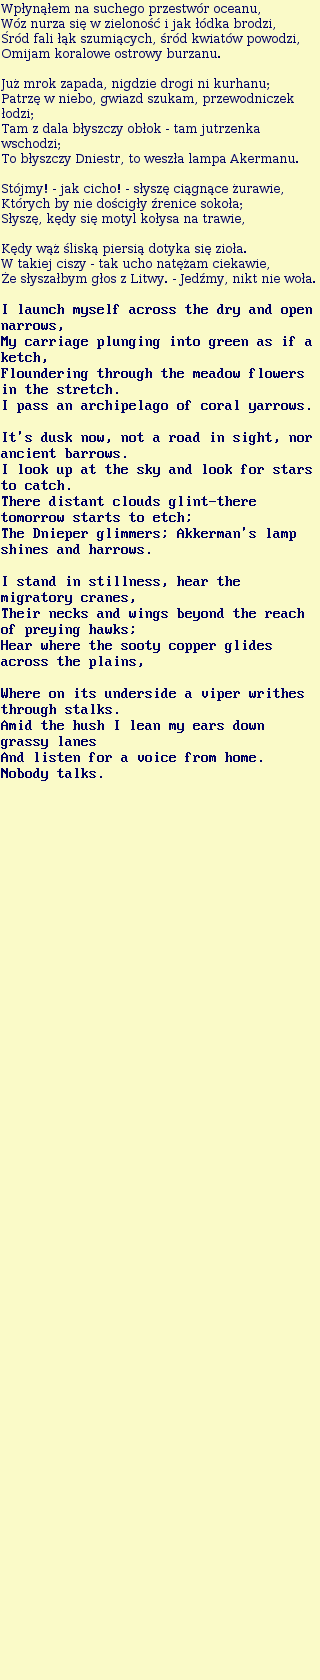 Wpłynąłem na suchego przestwór oceanu,
Wóz nurza się w zieloność i jak łódka brodzi,
Śród fali łąk szumiących, śród kwiatów powodzi,
Omijam koralowe ostrowy burzanu.

Już mrok zapada, nigdzie drogi ni kurhanu;
Patrzę w niebo, gwiazd szukam, przewodniczek
łodzi;
Tam z dala błyszczy obłok - tam jutrzenka
wschodzi;
To błyszczy Dniestr, to weszła lampa Akermanu.

Stójmy! - jak cicho! - słyszę ciągnące żurawie,
Których by nie dościgły źrenice sokoła;
Słyszę, kędy się motyl kołysa na trawie,

Kędy wąż śliską piersią dotyka się zioła.
W takiej ciszy - tak ucho natężam ciekawie,
Że słyszałbym głos z Litwy. - Jedźmy, nikt nie woła.

I launch myself across the dry and open
narrows,
My carriage plunging into green as if a
ketch,
Floundering through the meadow flowers
in the stretch.
I pass an archipelago of coral yarrows.

It's dusk now, not a road in sight, nor
ancient barrows.
I look up at the sky and look for stars
to catch.
There distant clouds glint-there
tomorrow starts to etch;
The Dnieper glimmers; Akkerman's lamp
shines and harrows.

I stand in stillness, hear the
migratory cranes,
Their necks and wings beyond the reach
of preying hawks;
Hear where the sooty copper glides
across the plains,

Where on its underside a viper writhes
through stalks.
Amid the hush I lean my ears down
grassy lanes
And listen for a voice from home.
Nobody talks.